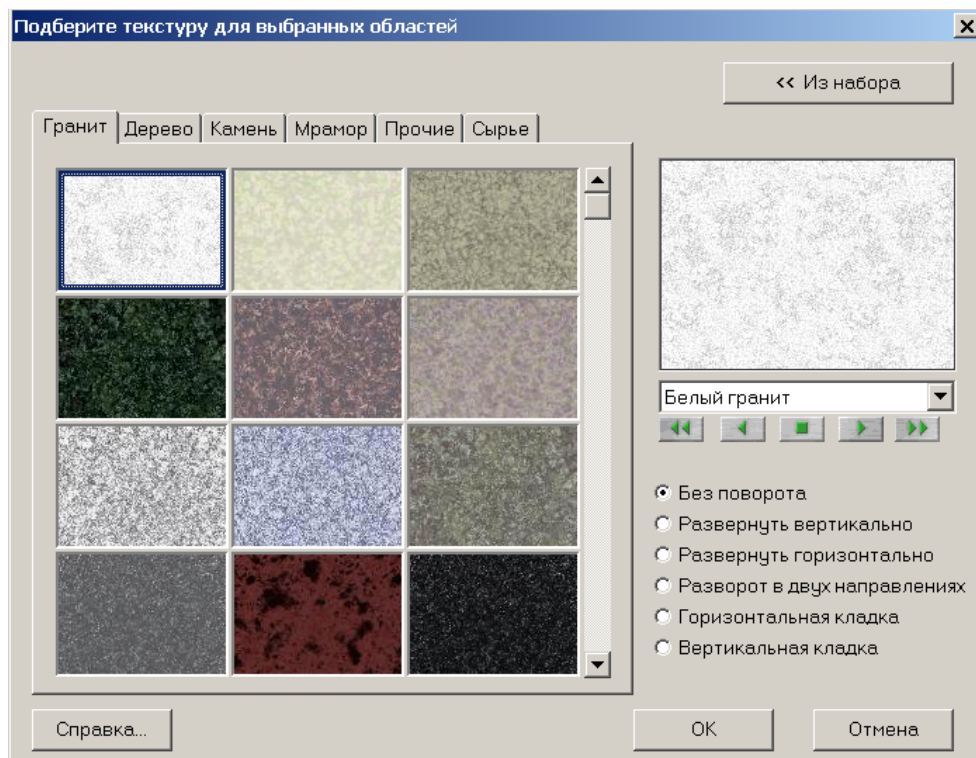 Подберите текстуру для выбранных областей
<< Из набора
Гранит Дерево Камень Мрамор Прочие Сырье
Белый гранит
Без поворота
Развернуть вертикально
Развернуть горизонтально
Разворот в двух направлениях
Горизонтальная кладка
Вертикальная кладка
Справка... OK Отмена